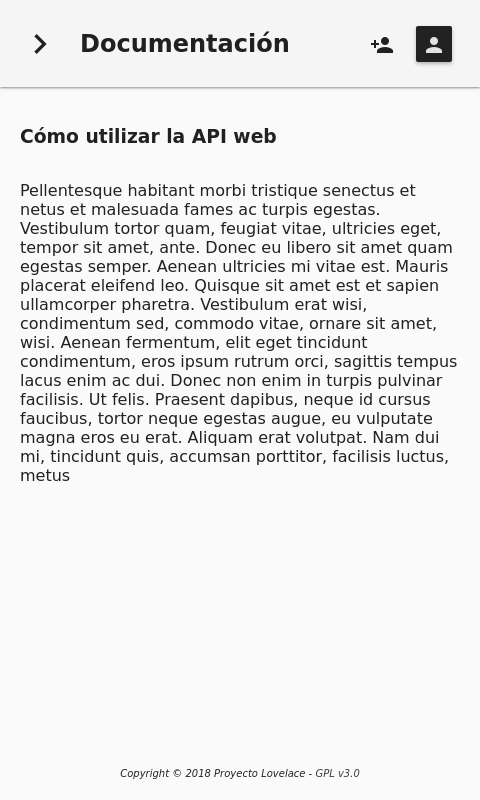 Documentación
Cómo utilizar la API web
Pellentesque habitant morbi tristique senectus et
netus et malesuada fames ac turpis egestas.
Vestibulum tortor quam, feugiat vitae, ultricies eget,
tempor sit amet, ante. Donec eu libero sit amet quam
egestas semper. Aenean ultricies mi vitae est. Mauris
placerat eleifend leo. Quisque sit amet est et sapien
ullamcorper pharetra. Vestibulum erat wisi,
condimentum sed, commodo vitae, ornare sit amet,
wisi. Aenean fermentum, elit eget tincidunt
condimentum, eros ipsum rutrum orci, sagittis tempus
lacus enim ac dui. Donec non enim in turpis pulvinar
facilisis. Ut felis. Praesent dapibus, neque id cursus
faucibus, tortor neque egestas augue, eu vulputate
magna eros eu erat. Aliquam erat volutpat. Nam dui
mi, tincidunt quis, accumsan porttitor, facilisis luctus,
metus
Copyright © 2018 Proyecto Lovelace - GPL v3.0